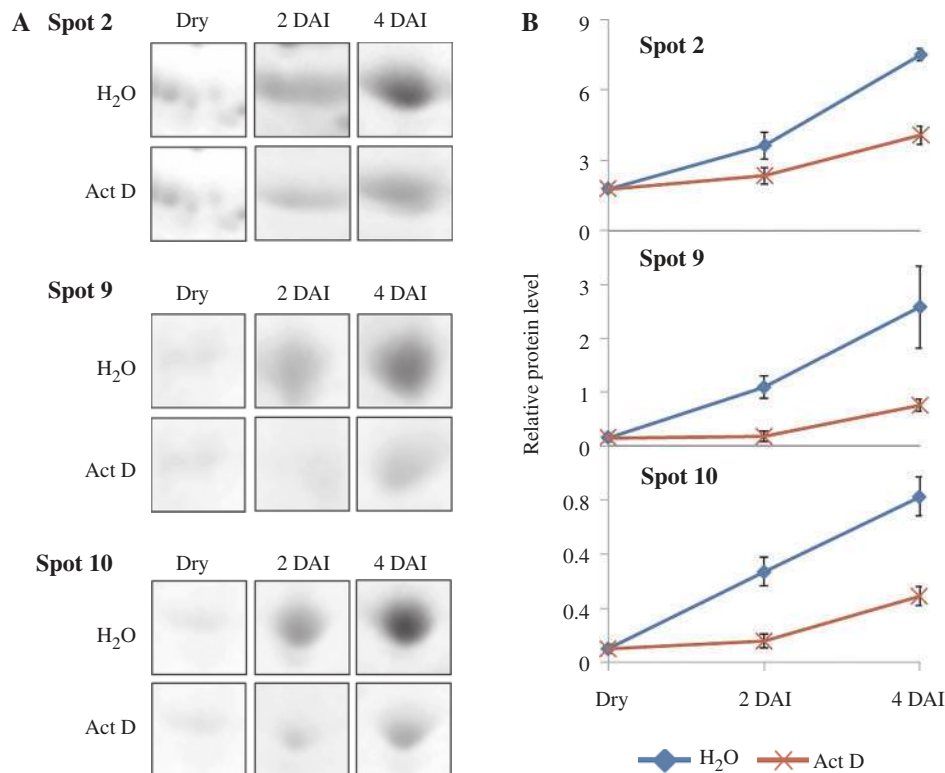 A Spot 2
Dry 2 DAI 4 DAI
H₂O
Act D
Spot 9
Dry 2 DAI 4 DAI
H₂O
Act D
Spot 10
Dry 2 DAI 4 DAI
H₂O
Act D
B
Relative protein level
Spot 2
9
6
3
0
Spot 9
3
2
1
0
Spot 10
0.8
0.4
0.4
0
Dry 2 DAI 4 DAI
H₂O Act D